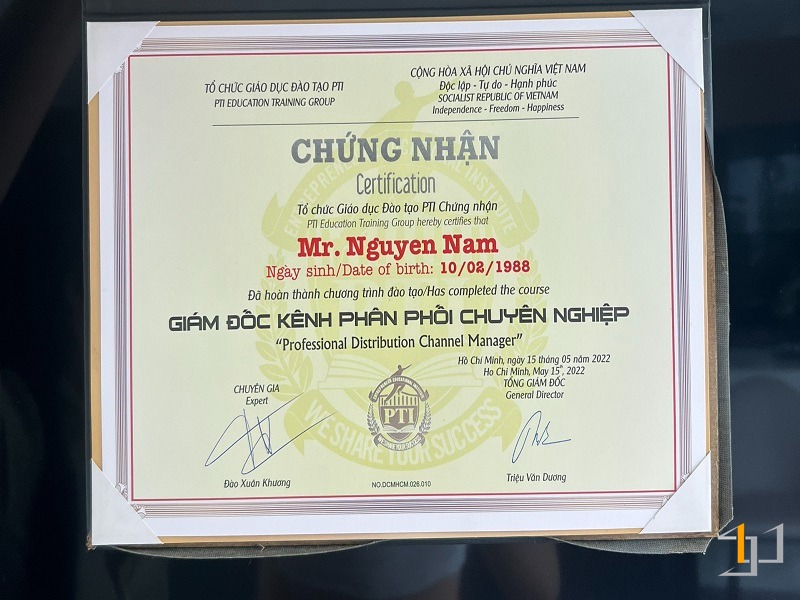 TỔ CHỨC GIÁO DỤC ĐÀO TẠO PTI
PTI EDUCATION TRAINING GROUP
CỘNG HÒA XÃ HỘI CHỦ NGHĨA VIỆT NAM
Độc lập - Tự do - Hạnh phúc
SOCIALIST REPUBLIC OF VIETNAM
Independence - Freedom - Happiness
CHỨNG NHẬN
Certification
Tổ chức Giáo dục Đào tạo PTI Chứng nhận
PTI Education Training Group hereby certifies that
Mr. Nguyen Nam
Ngày sinh/Date of birth: 10/02/1988
Đã hoàn thành chương trình đào tạo/Has completed the course
GIÁM ĐỐC KÊNH PHÂN PHỐI CHUYÊN NGHIỆP
“Professional Distribution Channel Manager”
Hồ Chí Minh, ngày 15 tháng 05 năm 2022
Ho Chi Minh, May 15th, 2022
TỔNG GIÁM ĐỐC
General Director
CHUYÊN GIA
Expert
PTI
WE SHARE YOUR SUCCESS
WE SHARE YOUR SUCCESS
Đào Xuân Khương
NO.DCMHCM.026.010
Triệu Văn Dương